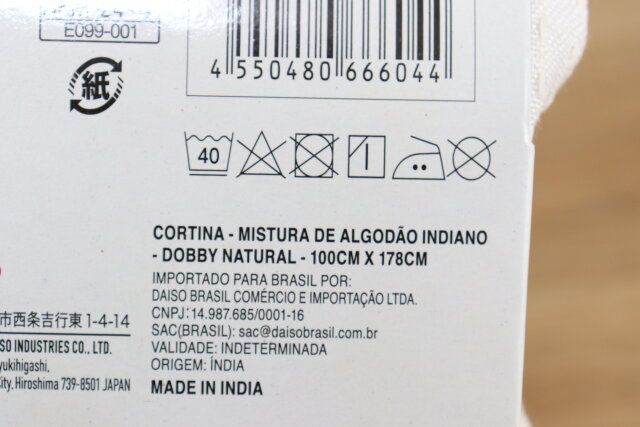 E099-001
紙
4 550480 666044
40
CORTINA - MISTURA DE ALGODÃO INDIANO
- DOBBY NATURAL - 100CM X 178CM
IMPORTADO PARA BRASIL POR:
DAISO BRASIL COMÉRCIO E IMPORTAÇÃO LTDA.
CNPJ: 14.987.685/0001-16
SAC(BRASIL): sac@daisobrasil.com.br
VALIDADE: INDETERMINADA
ORIGEM: ÍNDIA
MADE IN INDIA
市西条吉行東1-4-14
SO INDUSTRIES CO., LTD.
yukihigashi,
City, Hiroshima 739-8501 JAPAN